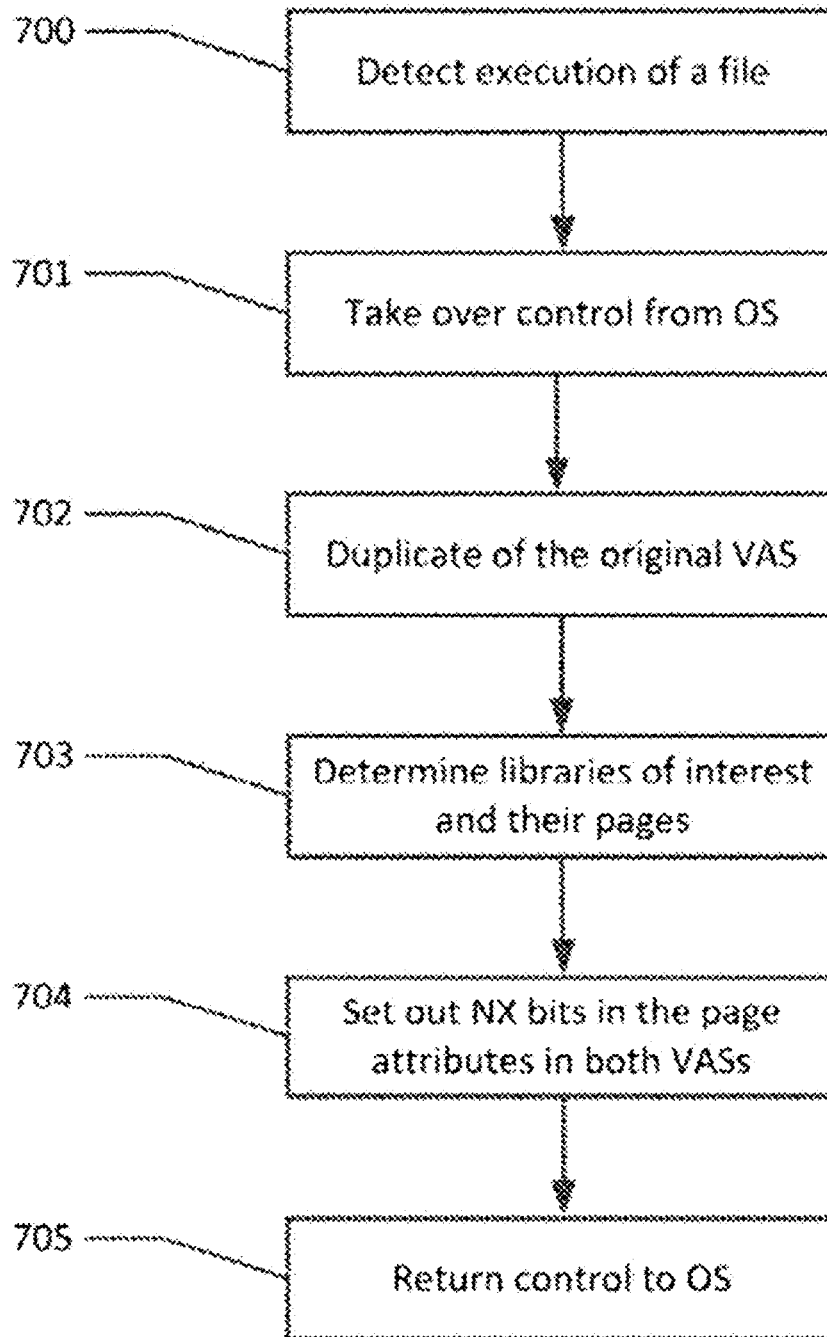 700
Detect execution of a file
701
Take over control from OS
702
Duplicate of the original VAS
703
Determine libraries of interest
and their pages
704
Set out NX bits in the page
attributes in both VASs
705
Return control to OS